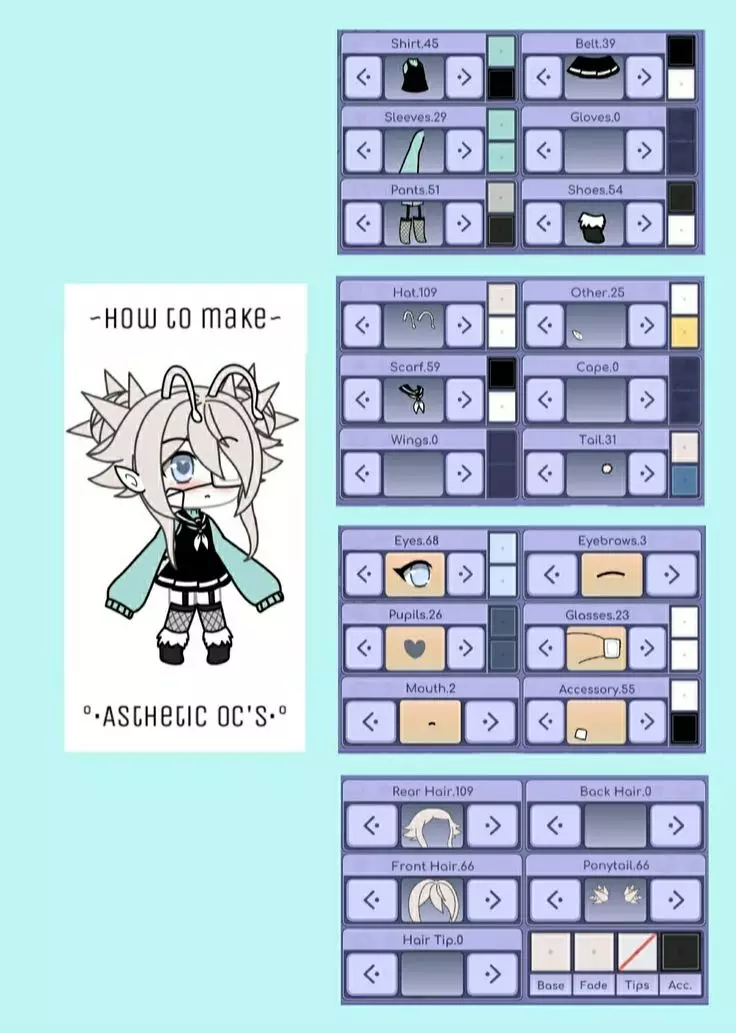 ~How to make~
°·Asthetic OC's·°
Shirt.45
Belt.39
Sleeves.29
Gloves.0
Pants.51
Shoes.54
Hat.109
Other.25
Scarf.59
Cape.0
Wings.0
Tail.31
Eyes.68
Eyebrows.3
Pupils.26
Glasses.23
Mouth.2
Accessory.55
Rear Hair.109
Back Hair.0
Front Hair.66
Ponytail.66
Hair Tip.0
Base Fade Tips Acc.